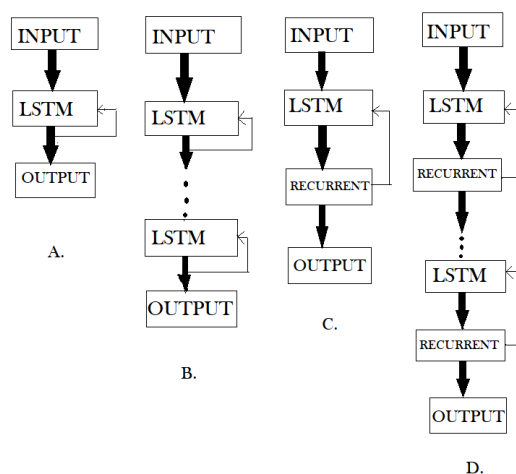 INPUT
LSTM
OUTPUT
A.
INPUT
LSTM
LSTM
OUTPUT
B.
INPUT
LSTM
RECURRENT
OUTPUT
C.
INPUT
LSTM
RECURRENT
LSTM
RECURRENT
OUTPUT
D.